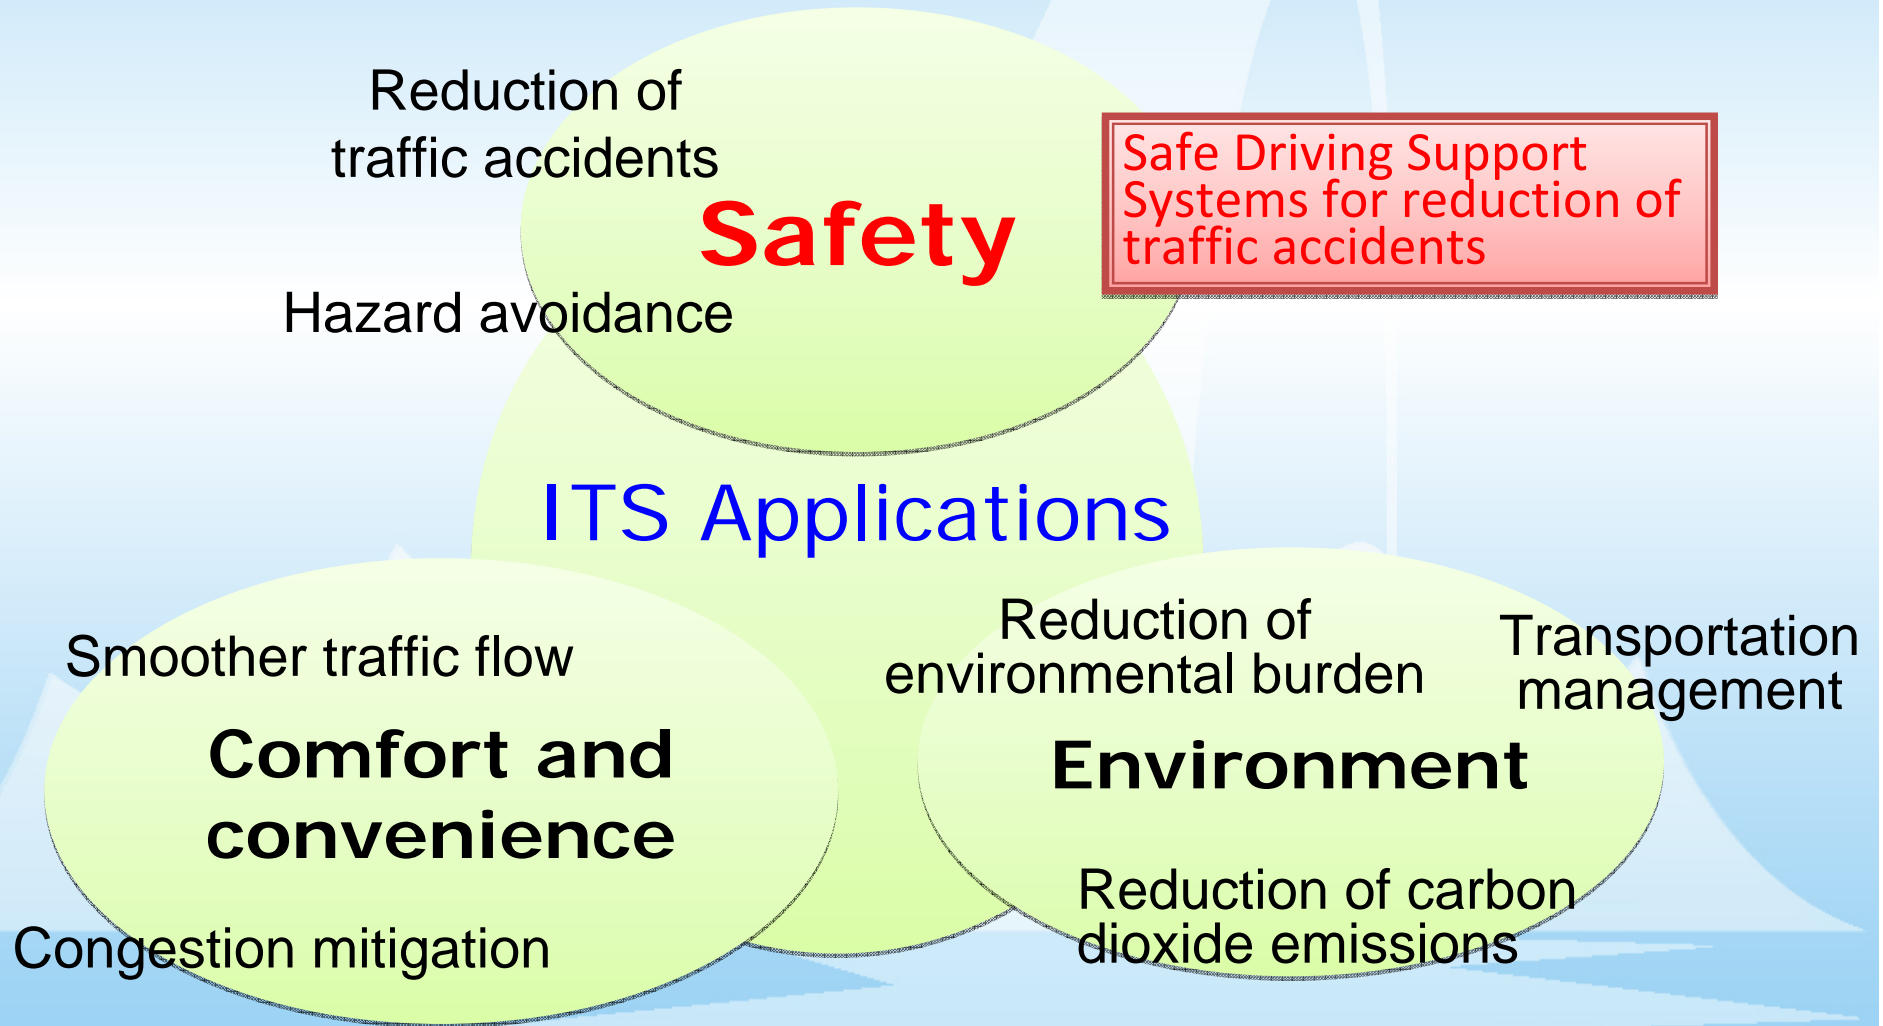 Reduction of
traffic accidents
Safety
Hazard avoidance
Safe Driving Support
Systems for reduction of
traffic accidents
ITS Applications
Smoother traffic flow
Comfort and
convenience
Congestion mitigation
Reduction of
environmental burden
Transportation
management
Environment
Reduction of carbon
dioxide emissions